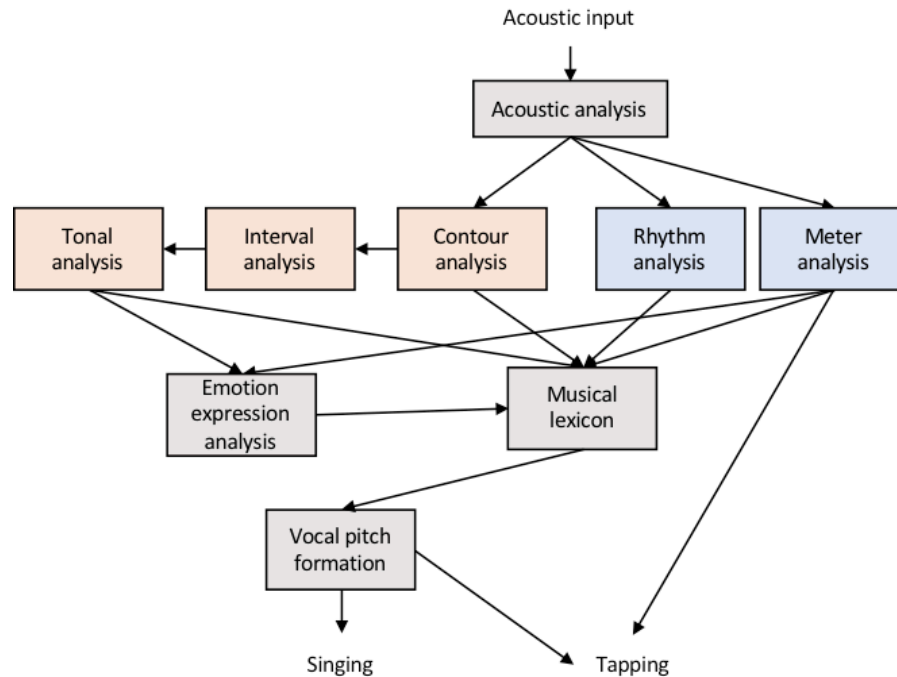 Acoustic input
Acoustic analysis
Tonal
analysis
Interval
analysis
Contour
analysis
Rhythm
analysis
Meter
analysis
Emotion
expression
analysis
Musical
lexicon
Vocal pitch
formation
Singing
Tapping